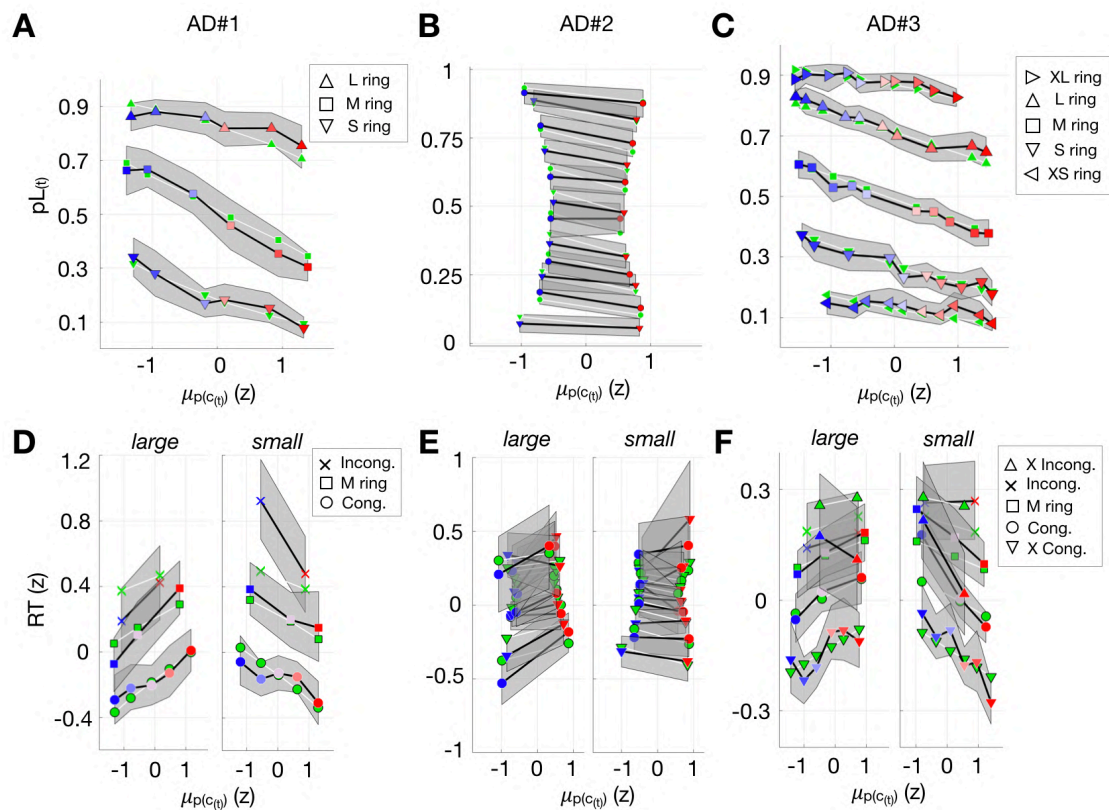 A
AD#1
B
AD#2
C
AD#3
L ring
M ring
S ring
XL ring
L ring
M ring
S ring
XS ring
pL(t)
0.9
0.7
0.5
0.3
0.1
1
0.75
0.5
0.25
0
0.9
0.7
0.5
0.3
0.1
-1 0 1
-1 0 1
-1 0 1
μP(c(t)) (z)
μP(c(t)) (z)
μP(c(t)) (z)
D
large
small
E
large
small
F
large
small
Incong.
M ring
Cong.
X Incong.
Incong.
M ring
Cong.
X Cong.
RT (z)
1.2
0.8
0.4
0
-0.4
1
0.5
0
-0.5
-1
0.3
0
-0.3
-1 0 1 -1 0 1
-1 0 1 -1 0 1
-1 0 1 -1 0 1
μP(c(t)) (z)
μP(c(t)) (z)
μP(c(t)) (z)